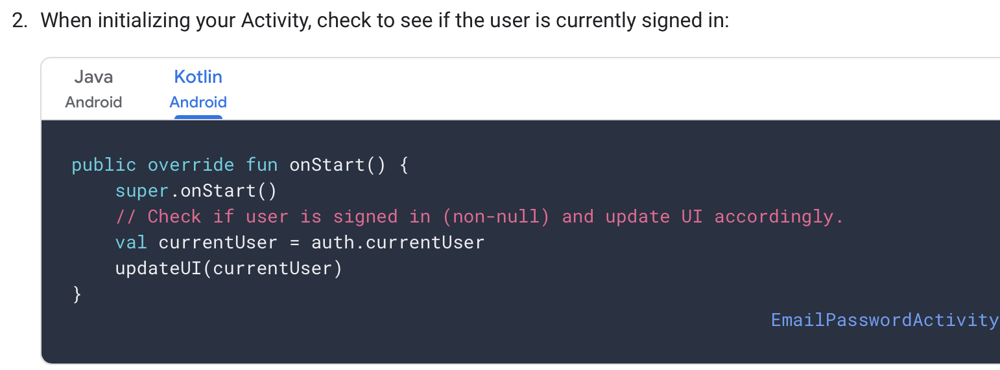 2. When initializing your Activity, check to see if the user is currently signed in:
Java Kotlin
Android Android
public override fun onStart() {
    super.onStart()
    // Check if user is signed in (non-null) and update UI accordingly.
    val currentUser = auth.currentUser
    updateUI(currentUser)
}
EmailPasswordActivity